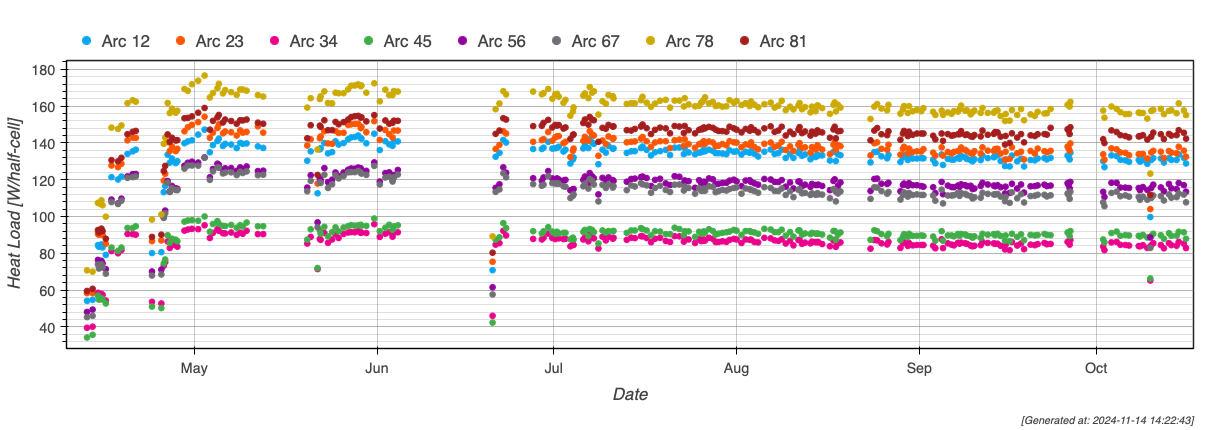 Arc 12 Arc 23 Arc 34 Arc 45 Arc 56 Arc 67 Arc 78 Arc 81
Heat Load [W/half-cell]
180
160
140
120
100
80
60
40
May Jun Jul Aug Sep Oct
Date
[Generated at: 2024-11-14 14:22:43]